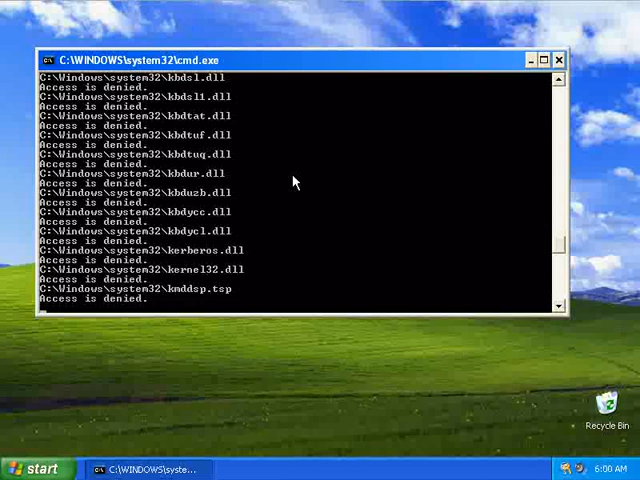 C:\WINDOWS\system32\cmd.exe
C:\Windows\system32\kbdsl.dll
Access is denied.
C:\Windows\system32\kbdsl1.dll
Access is denied.
C:\Windows\system32\kbdtat.dll
Access is denied.
C:\Windows\system32\kbdtuf.dll
Access is denied.
C:\Windows\system32\kbdtuq.dll
Access is denied.
C:\Windows\system32\kbdur.dll
Access is denied.
C:\Windows\system32\kbduzb.dll
Access is denied.
C:\Windows\system32\kbdycc.dll
Access is denied.
C:\Windows\system32\kbdycl.dll
Access is denied.
C:\Windows\system32\kerberos.dll
Access is denied.
C:\Windows\system32\kernel32.dll
Access is denied.
C:\Windows\system32\kmddsp.tsp
Access is denied.
Recycle Bin
start
C:\WINDOWS\syste...
6:00 AM